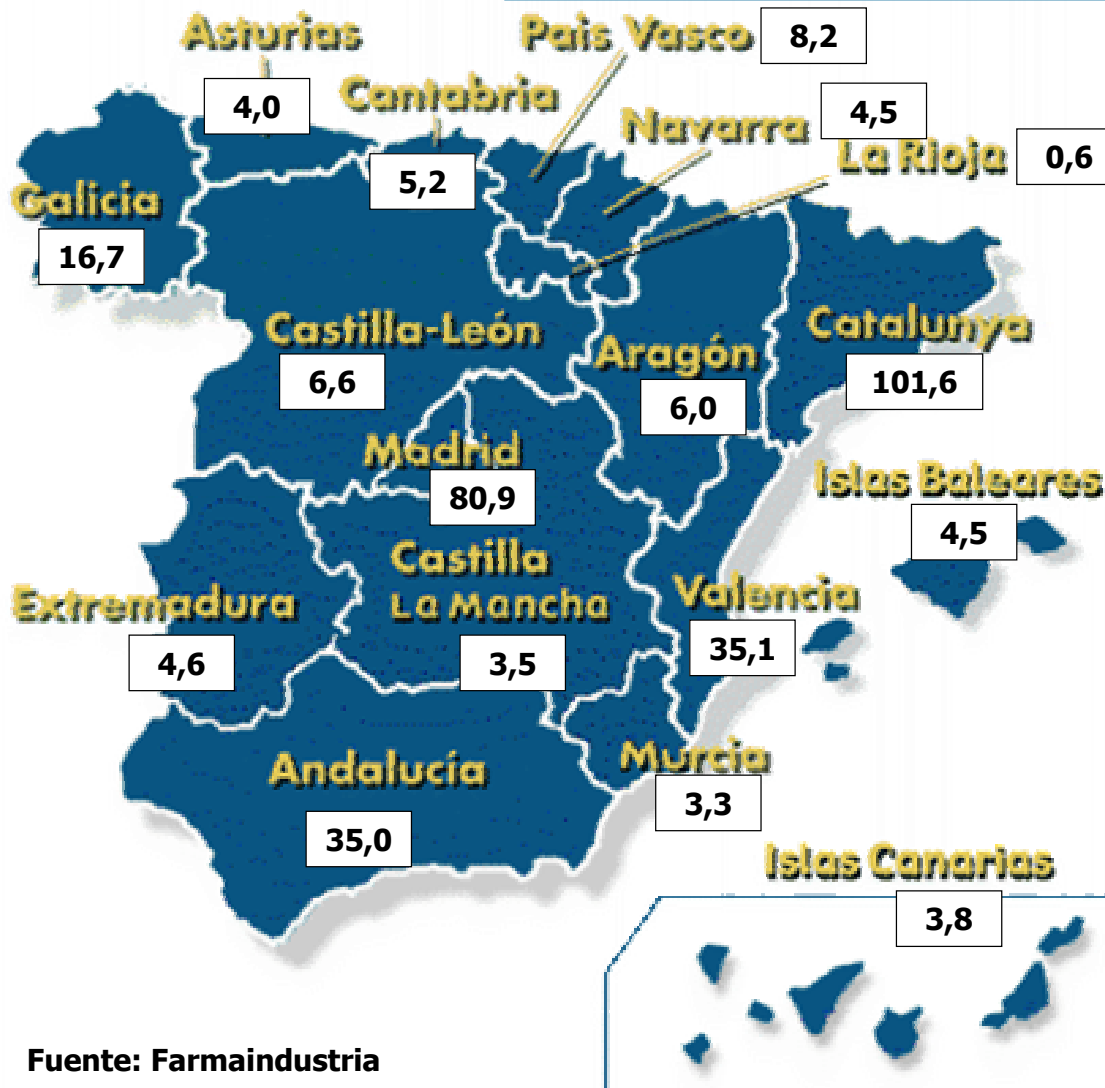 Asturias
4,0
Pais Vasco
8,2
Cantabria
5,2
Navarra
4,5
La Rioja
0,6
Galicia
16,7
Castilla-León
6,6
Aragón
6,0
Catalunya
101,6
Madrid
80,9
Islas Baleares
4,5
Castilla
La Mancha
3,5
Extremadura
4,6
Valencia
35,1
Andalucía
35,0
Murcia
3,3
Islas Canarias
3,8
Fuente: Farmaindustria